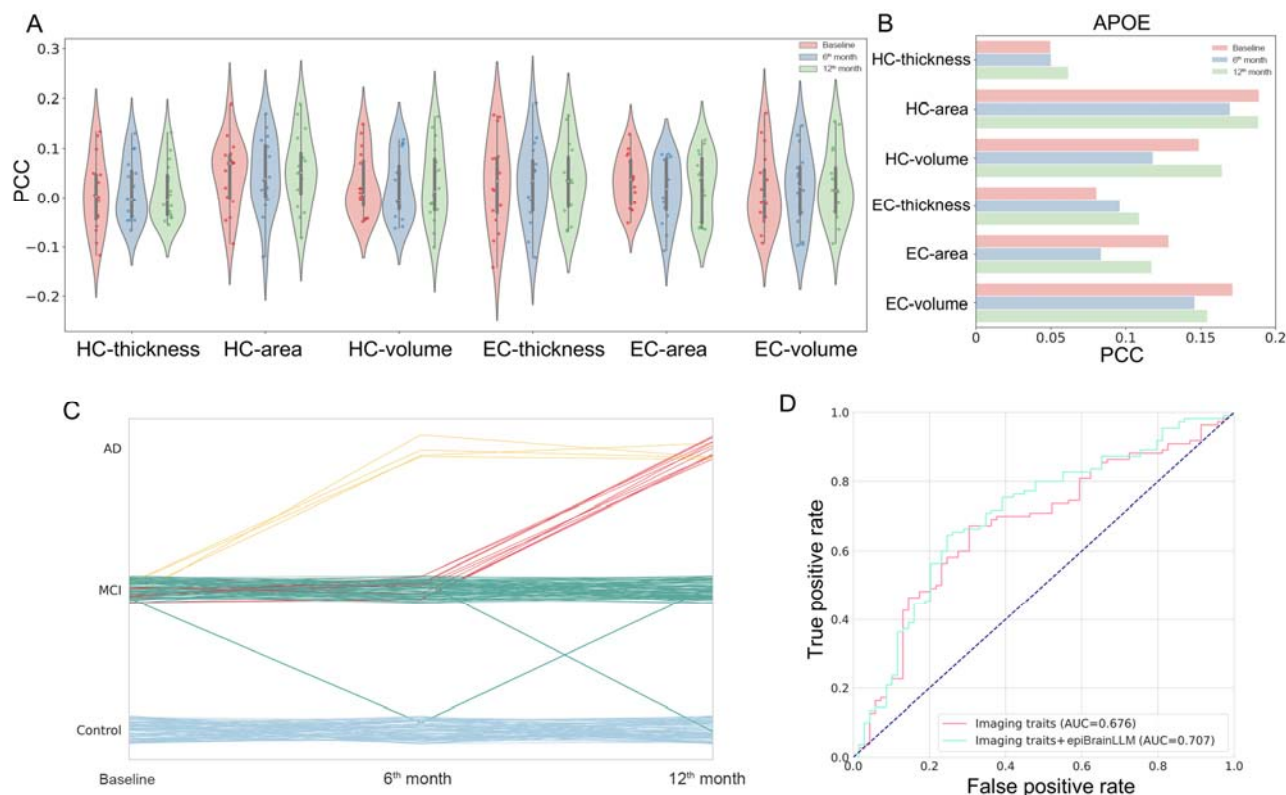 A
0.3
0.2
0.1
0.0
−0.1
−0.2
PCC
Baseline
6th month
12th month
HC-thickness
HC-area
HC-volume
EC-thickness
EC-area
EC-volume
B
APOE
HC-thickness
HC-area
HC-volume
EC-thickness
EC-area
EC-volume
Baseline
6th month
12th month
0
0.05
0.1
0.15
0.2
PCC
C
AD
MCI
Control
Baseline
6th month
12th month
D
1.0
0.8
0.6
0.4
0.2
0.0
True positive rate
Imaging traits (AUC=0.676)
Imaging traits+epiBrainLLM (AUC=0.707)
0.0
0.2
0.4
0.6
0.8
1.0
False positive rate